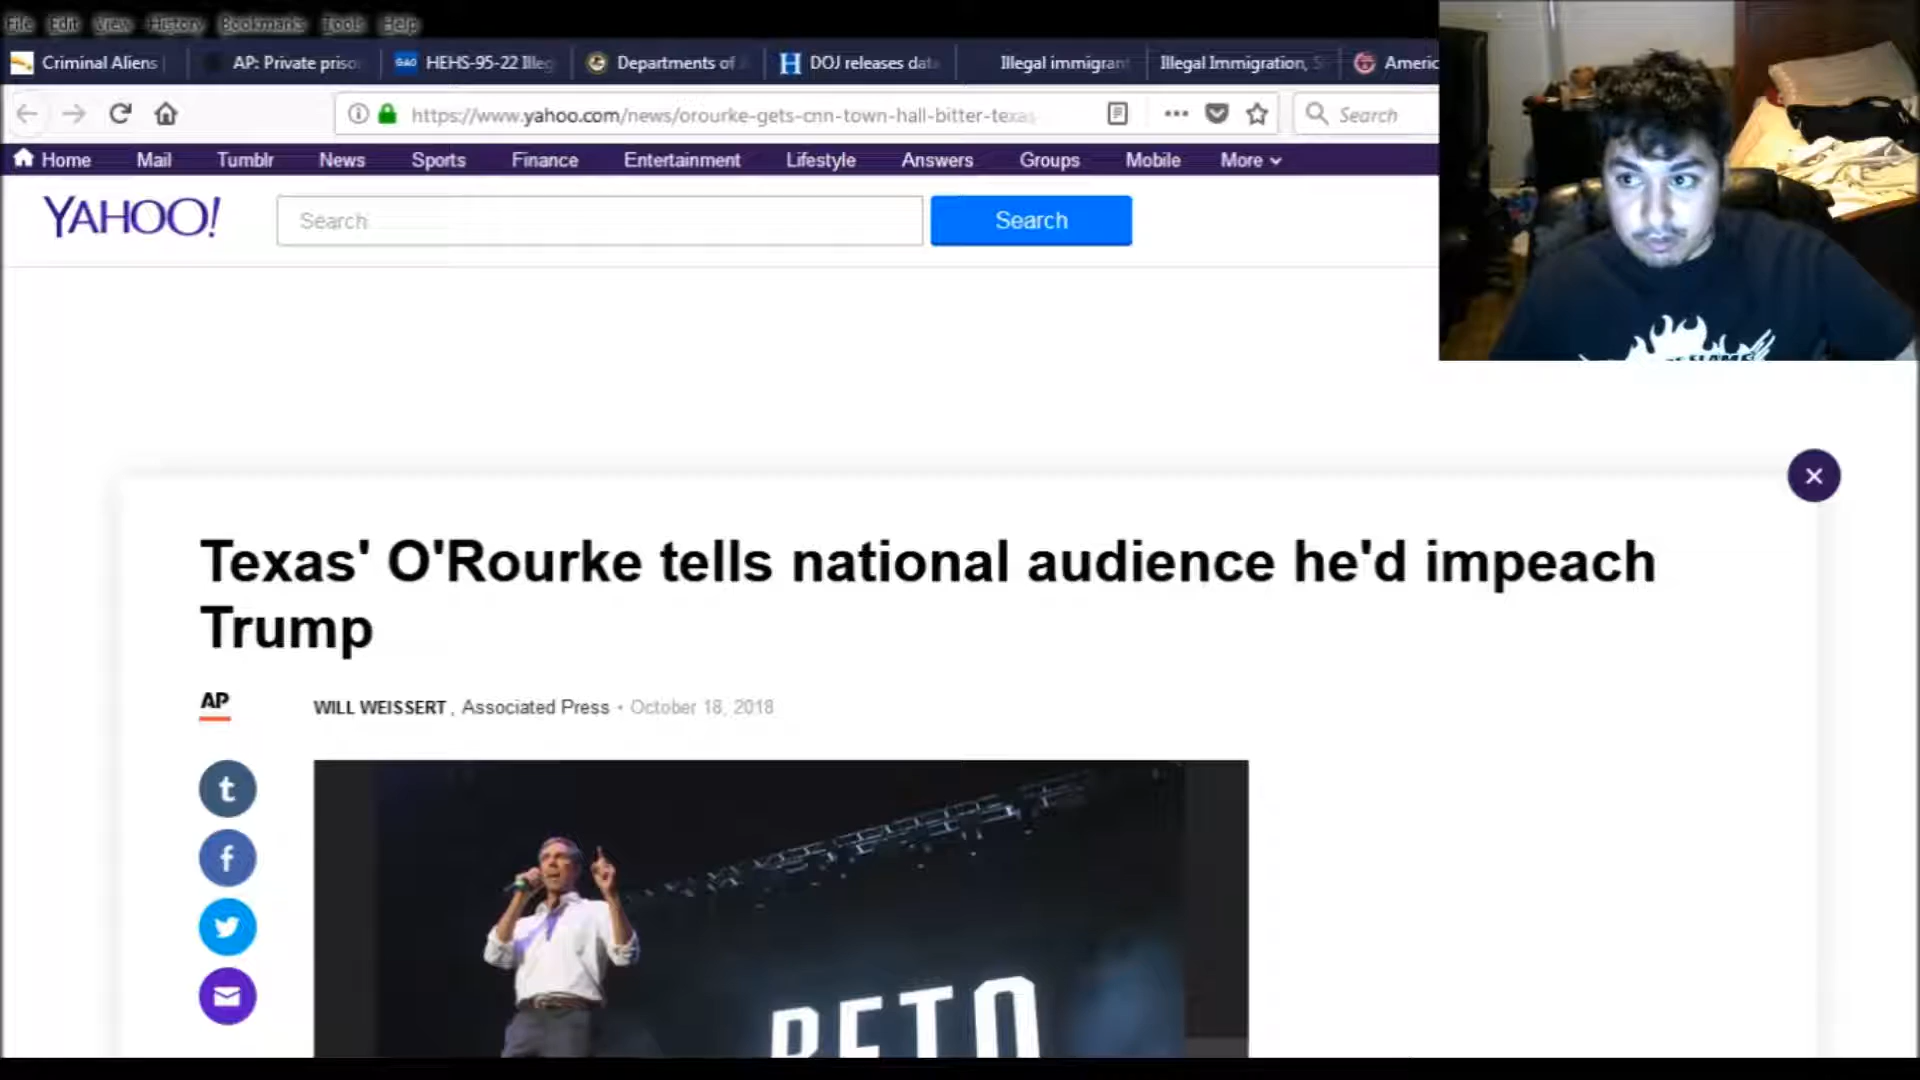 File Edit View History Bookmarks Tools Help
Criminal Aliens AP: Private priso HEHS-95-22 Illeg Departments of DOJ releases data Illegal immigrant Illegal Immigration, S Americ
https://www.yahoo.com/news/orourke-gets-cnn-town-hall-bitter-texas- Search
Home Mail Tumblr News Sports Finance Entertainment Lifestyle Answers Groups Mobile More
YAHOO! Search Search
Texas' O'Rourke tells national audience he'd impeach
Trump
AP WILL WEISSERT, Associated Press • October 18, 2018
BETO